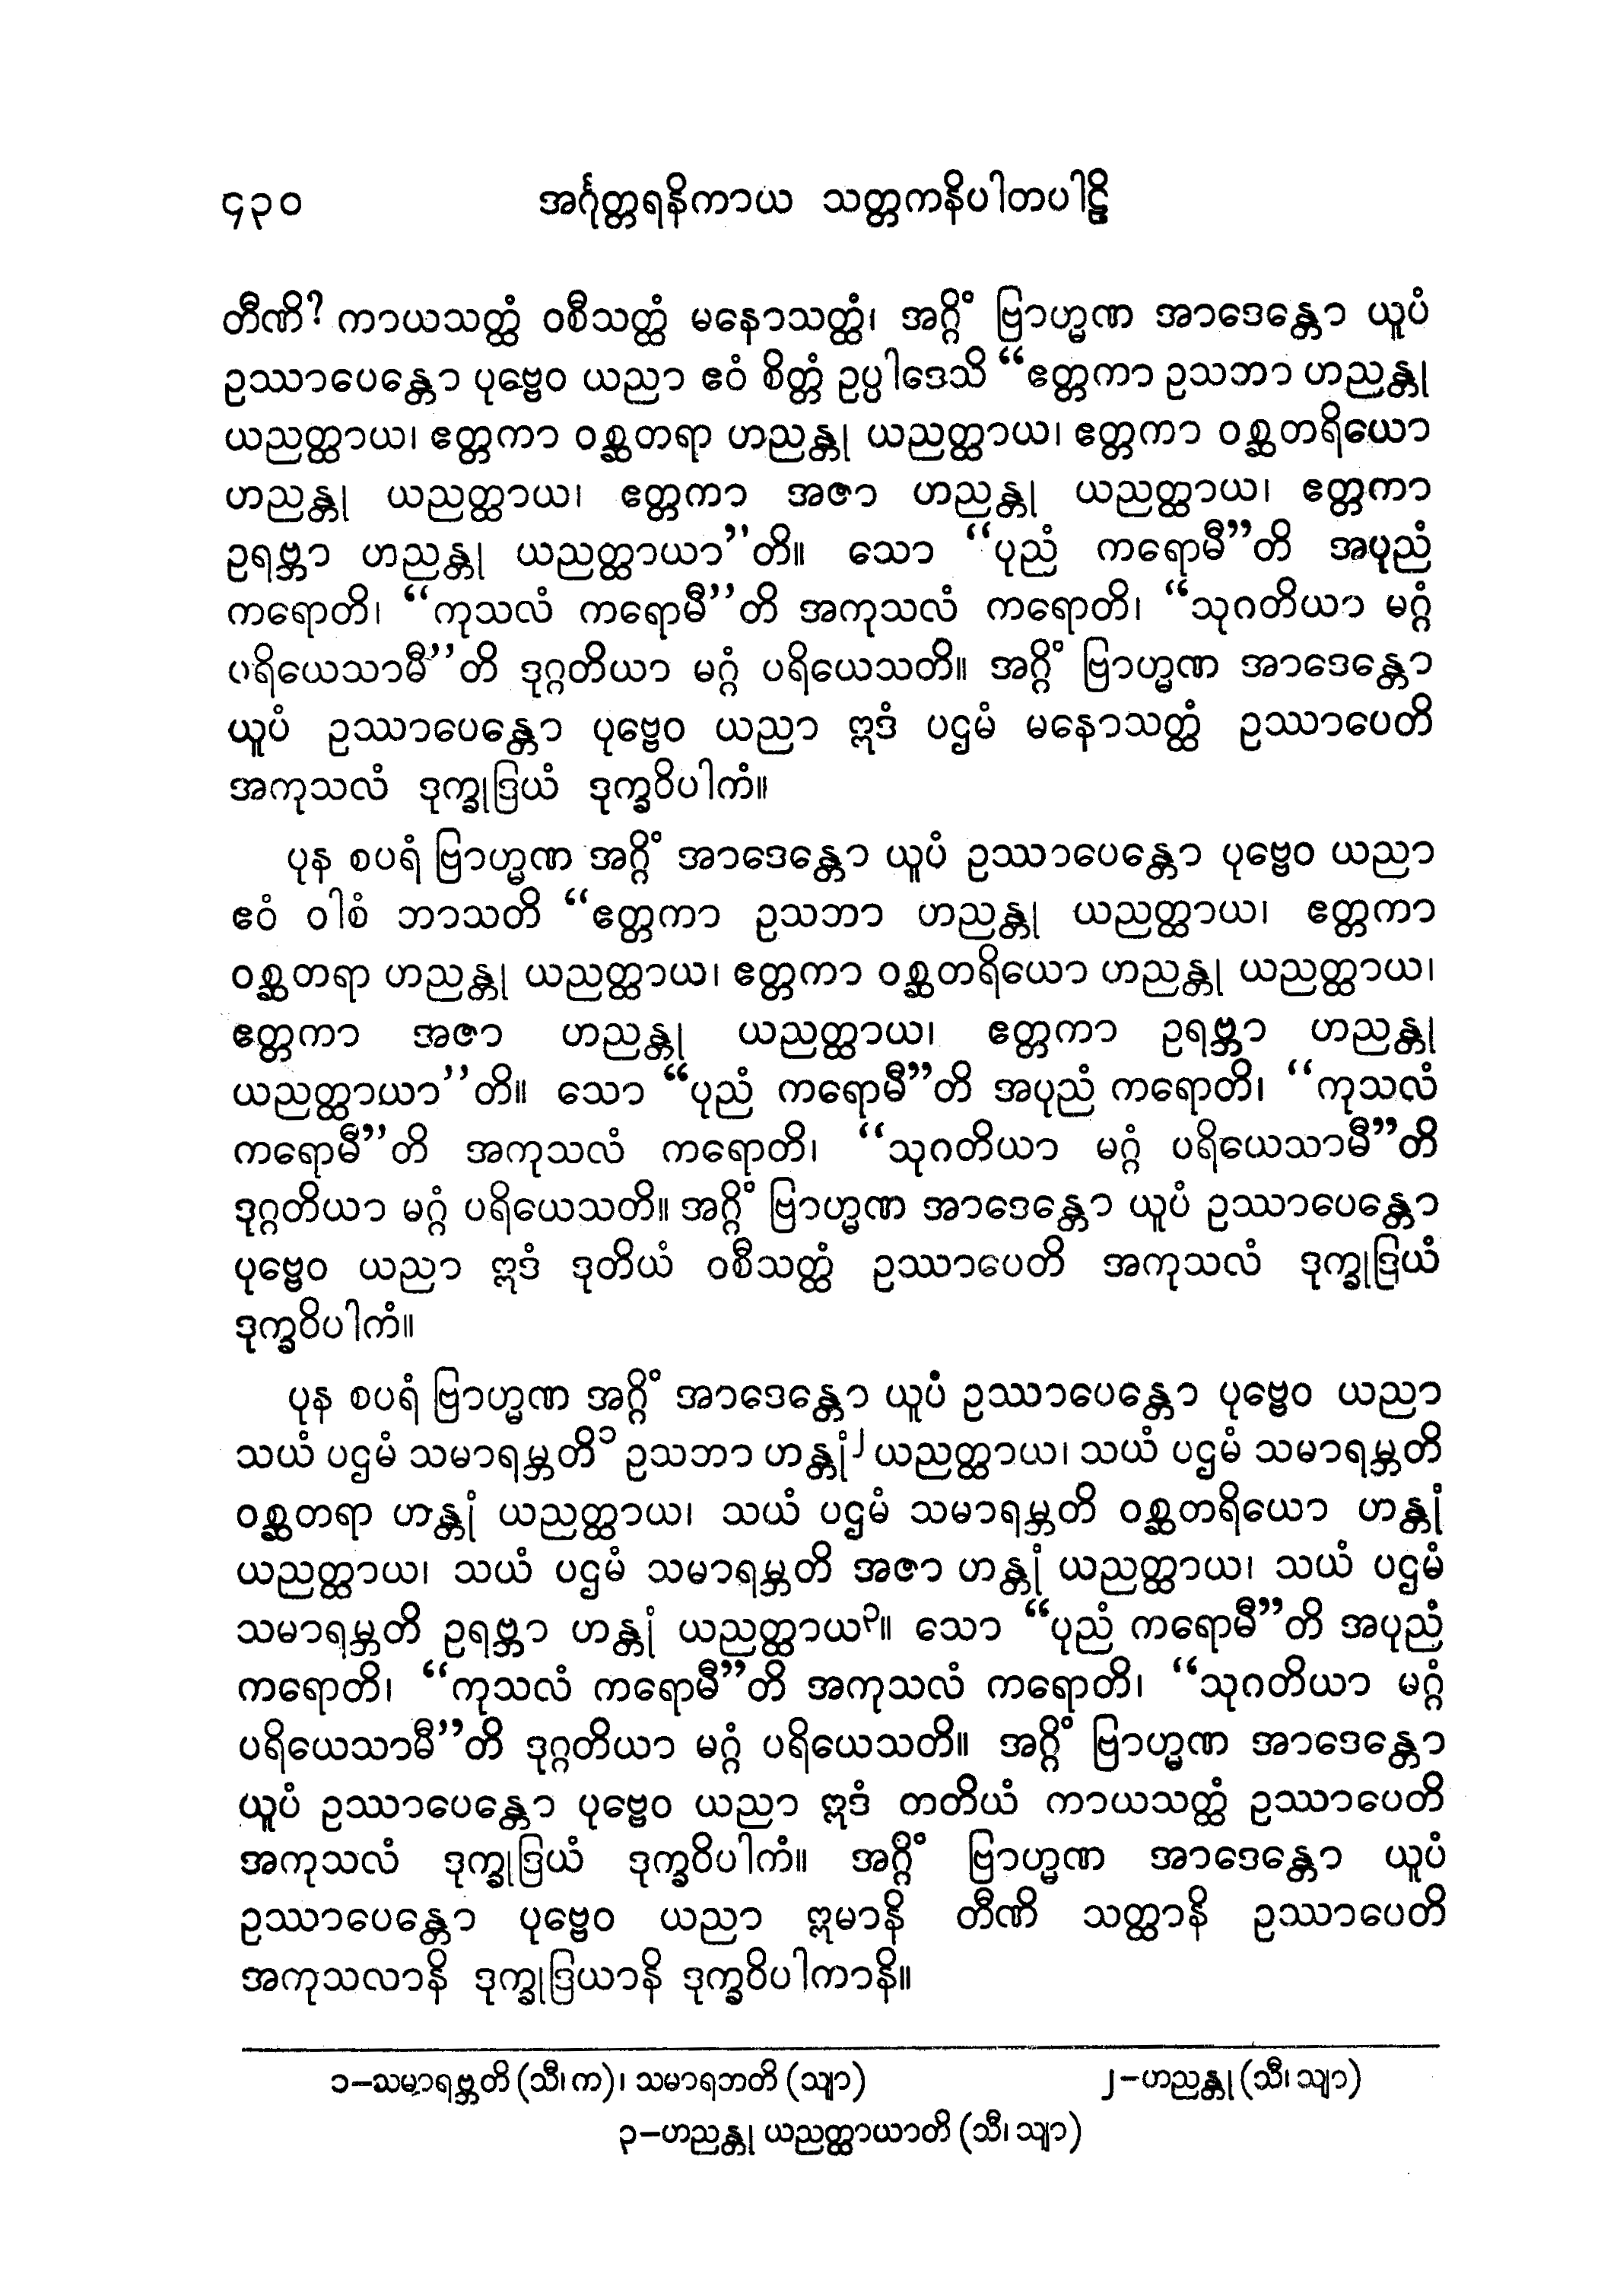 ၄၃၀ အင်္ဂုတ္တရနိကာယ သတ္တကနိပါတပါဠိ
တီဏိ? ကာယသတ္ထံ ဝစီသတ္ထံ မနောသတ္ထံ၊ အဂ္ဂိံ ဗြာဟ္မဏ အာဒေန္တော ယူပံ
ဥဿာပေန္တော ပုဗ္ဗေဝ ယညာ ဧဝံ စိတ္တံ ဥပ္ပါဒေသိ “ဧတ္တကာ ဥသဘာ ဟညန္တု
ယညတ္ထာယ၊ ဧတ္တကာ ဝစ္ဆတရာ ဟညန္တု ယညတ္ထာယ၊ ဧတ္တကာ ဝစ္ဆတရိယော
ဟညန္တု ယညတ္ထာယ၊ ဧတ္တကာ အဇာ ဟညန္တု ယညတ္ထာယ၊ ဧတ္တကာ
ဥရဗ္ဘာ ဟညန္တု ယညတ္ထာယာ”တိ။ သော “ပုညံ ကရောမီ”တိ အပုညံ
ကရောတိ၊ “ကုသလံ ကရောမီ”တိ အကုသလံ ကရောတိ၊ “သုဂတိယာ မဂ္ဂံ
ပရိယေသာမီ”တိ ဒုဂ္ဂတိယာ မဂ္ဂံ ပရိယေသတိ။ အဂ္ဂိံ ဗြာဟ္မဏ အာဒေန္တော
ယူပံ ဥဿာပေန္တော ပုဗ္ဗေဝ ယညာ ဣဒံ ပဌမံ မနောသတ္ထံ ဥဿာပေတိ
အကုသလံ ဒုက္ခုဒြယံ ဒုက္ခဝိပါကံ။
ပုန စပရံ ဗြာဟ္မဏ အဂ္ဂိံ အာဒေန္တော ယူပံ ဥဿာပေန္တော ပုဗ္ဗေဝ ယညာ
ဧဝံ ဝါစံ ဘာသတိ “ဧတ္တကာ ဥသဘာ ဟညန္တု ယညတ္ထာယ၊ ဧတ္တကာ
ဝစ္ဆတရာ ဟညန္တု ယညတ္ထာယ၊ ဧတ္တကာ ဝစ္ဆတရိယော ဟညန္တု ယညတ္ထာယ၊
ဧတ္တကာ အဇာ ဟညန္တု ယညတ္ထာယ၊ ဧတ္တကာ ဥရဗ္ဘာ ဟညန္တု
ယညတ္ထာယာ”တိ။ သော “ပုညံ ကရောမီ”တိ အပုညံ ကရောတိ၊ “ကုသလံ
ကရောမီ”တိ အကုသလံ ကရောတိ၊ “သုဂတိယာ မဂ္ဂံ ပရိယေသာမီ”တိ
ဒုဂ္ဂတိယာ မဂ္ဂံ ပရိယေသတိ။ အဂ္ဂိံ ဗြာဟ္မဏ အာဒေန္တော ယူပံ ဥဿာပေန္တော
ပုဗ္ဗေဝ ယညာ ဣဒံ ဒုတိယံ ဝစီသတ္ထံ ဥဿာပေတိ အကုသလံ ဒုက္ခုဒြယံ
ဒုက္ခဝိပါကံ။
ပုန စပရံ ဗြာဟ္မဏ အဂ္ဂိံ အာဒေန္တော ယူပံ ဥဿာပေန္တော ပုဗ္ဗေဝ ယညာ
သယံ ပဌမံ သမာရမ္ဘတိ၁ ဥသဘာ ဟန္တုံ၂ ယညတ္ထာယ၊ သယံ ပဌမံ သမာရမ္ဘတိ
ဝစ္ဆတရာ ဟန္တုံ ယညတ္ထာယ၊ သယံ ပဌမံ သမာရမ္ဘတိ ဝစ္ဆတရိယော ဟန္တုံ
ယညတ္ထာယ၊ သယံ ပဌမံ သမာရမ္ဘတိ အဇာ ဟန္တုံ ယညတ္ထာယ၊ သယံ ပဌမံ
သမာရမ္ဘတိ ဥရဗ္ဘာ ဟန္တုံ ယညတ္ထာယ၃။ သော “ပုညံ ကရောမီ”တိ အပုညံ
ကရောတိ၊ “ကုသလံ ကရောမီ”တိ အကုသလံ ကရောတိ၊ “သုဂတိယာ မဂ္ဂံ
ပရိယေသာမီ”တိ ဒုဂ္ဂတိယာ မဂ္ဂံ ပရိယေသတိ။ အဂ္ဂိံ ဗြာဟ္မဏ အာဒေန္တော
ယူပံ ဥဿာပေန္တော ပုဗ္ဗေဝ ယညာ ဣဒံ တတိယံ ကာယသတ္ထံ ဥဿာပေတိ
အကုသလံ ဒုက္ခုဒြယံ ဒုက္ခဝိပါကံ။ အဂ္ဂိံ ဗြာဟ္မဏ အာဒေန္တော ယူပံ
ဥဿာပေန္တော ပုဗ္ဗေဝ ယညာ ဣမာနိ တီဏိ သတ္ထာနိ ဥဿာပေတိ
အကုသလာနိ ဒုက္ခုဒြယာနိ ဒုက္ခဝိပါကာနိ။
၁–သမာရဗ္ဘတိ (သီ၊ က)၊ သမာရဘတိ (သျာ) ၂–ဟညန္တု (သီ၊ သျာ)
၃–ဟညန္တု ယညတ္ထာယာတိ (သီ၊ သျာ)